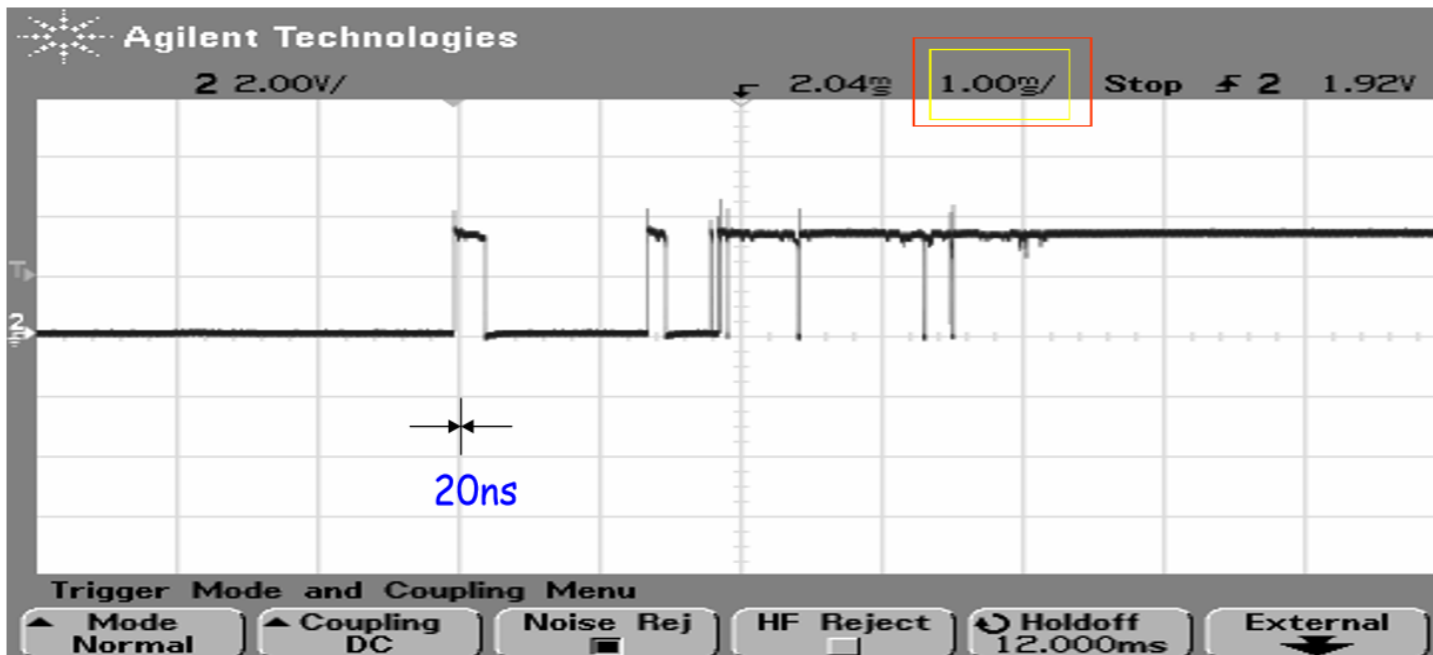 Agilent Technologies
2 2.00V/ 2.04ms 1.00ms/ Stop 2 1.92V
T
2
20ns
Trigger Mode and Coupling Menu
Mode Coupling Noise Rej HF Reject Holdoff External
Normal DC 12.000ms